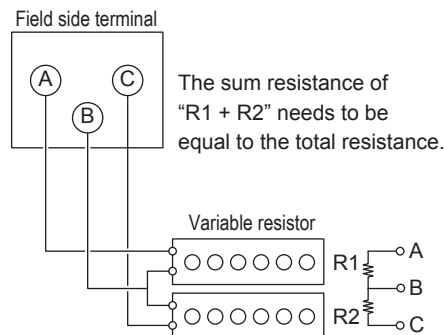 Field side terminal
A
C
B
The sum resistance of
“R1 + R2” needs to be
equal to the total resistance.
Variable resistor
R1
A
B
R2
C